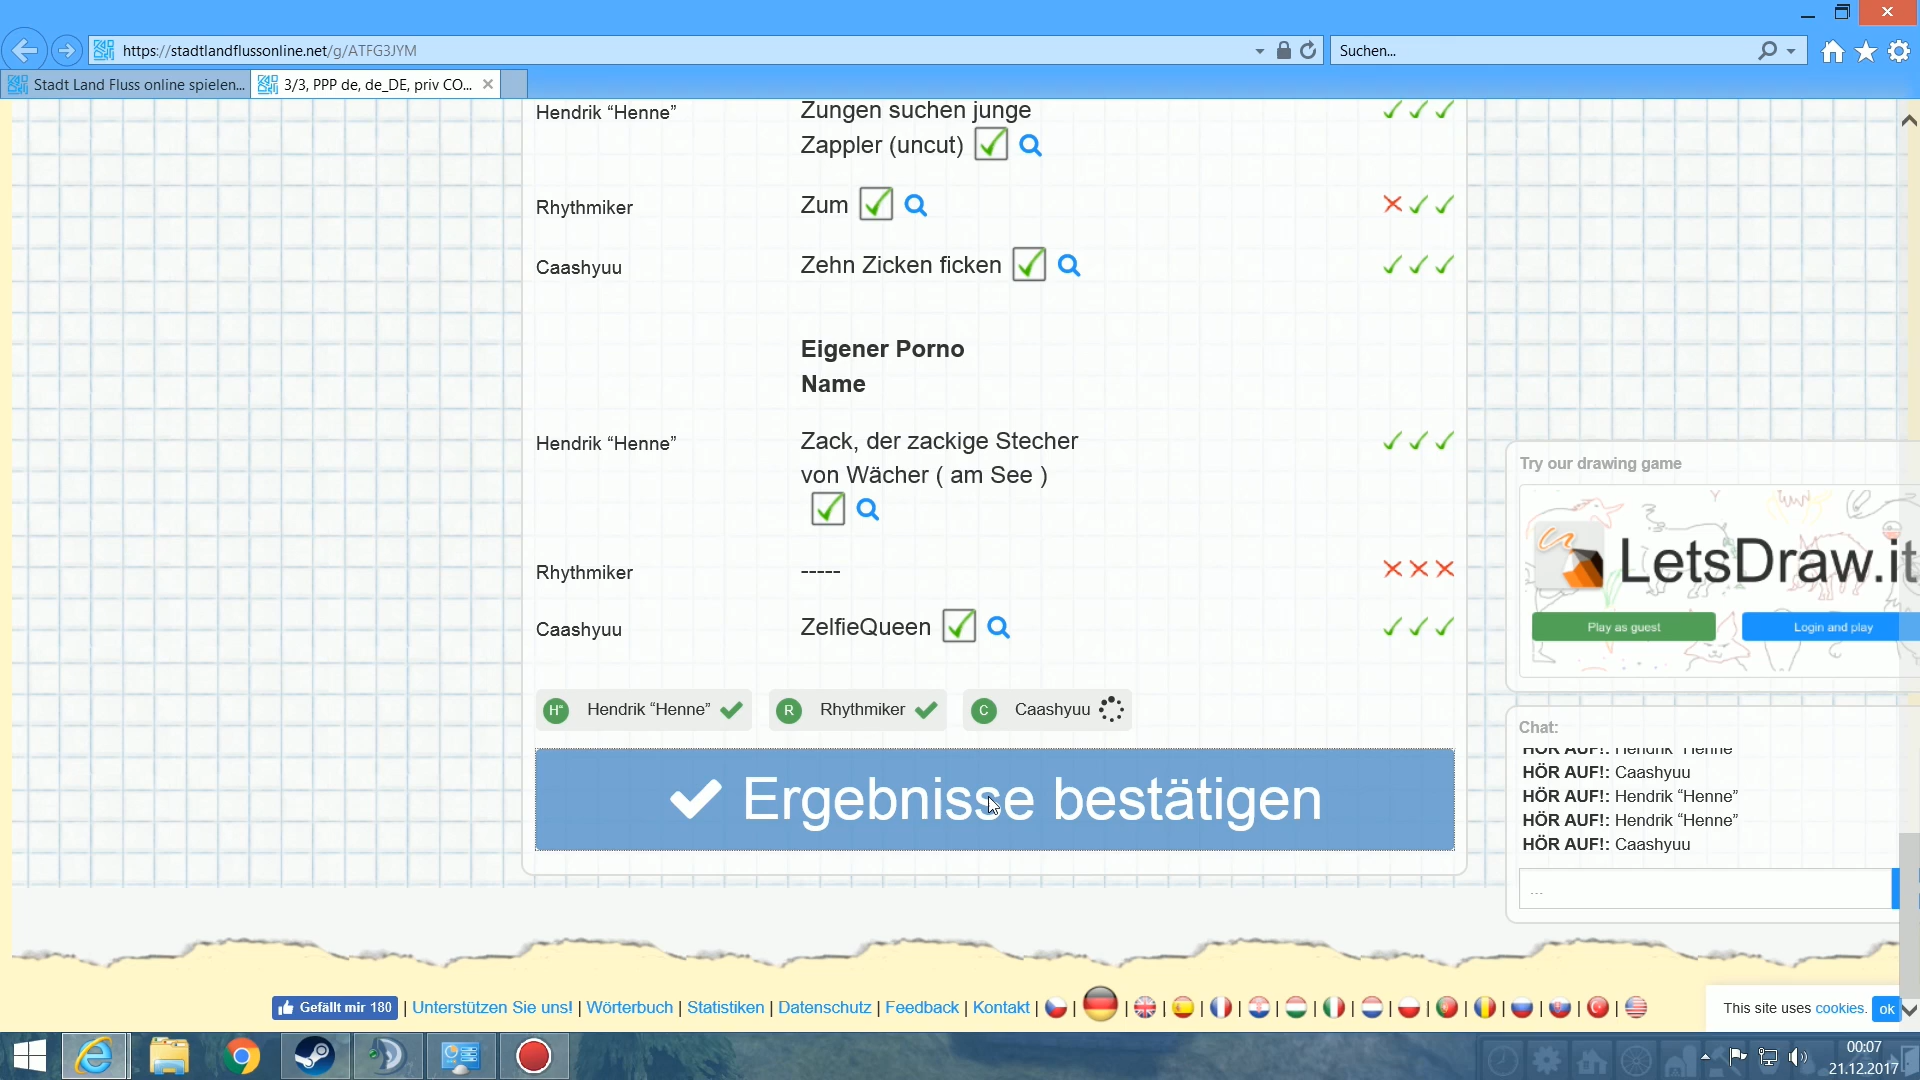 https://stadtlandflussonline.net/g/ATFG3JYM
Suchen...
Stadt Land Fluss online spielen...
3/3, PPP de, de_DE, priv CO...
Hendrik “Henne”
Zungen suchen junge
Zappler (uncut)
Rhythmiker
Zum
Caashyuu
Zehn Zicken ficken
Eigener Porno
Name
Hendrik “Henne”
Zack, der zackige Stecher
von Wächer ( am See )
Rhythmiker
-----
Caashyuu
ZelfieQueen
H“ Hendrik “Henne”
R Rhythmiker
C Caashyuu
Ergebnisse bestätigen
Try our drawing game
LetsDraw.it
Play as guest
Login and play
Chat:
HÖR AUF!: Hendrik “Henne”
HÖR AUF!: Caashyuu
HÖR AUF!: Hendrik “Henne”
HÖR AUF!: Hendrik “Henne”
HÖR AUF!: Caashyuu
...
Gefällt mir 180 | Unterstützen Sie uns! | Wörterbuch | Statistiken | Datenschutz | Feedback | Kontakt
This site uses cookies. ok
00:07
21.12.2017